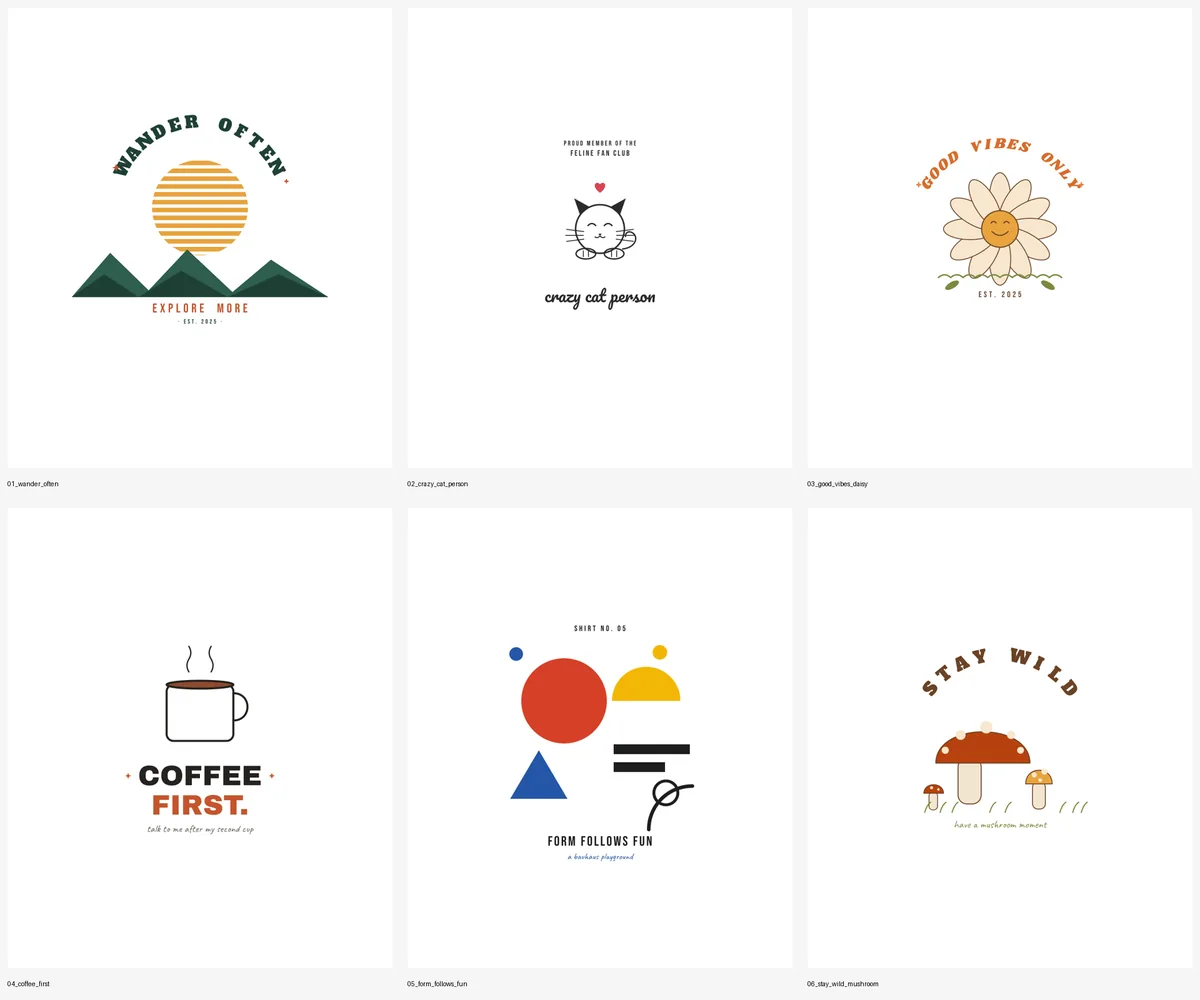 WANDER OFTEN
EXPLORE MORE
· EST. 2025 ·
01_wander_often
PROUD MEMBER OF THE
FELINE FAN CLUB
crazy cat person
02_crazy_cat_person
GOOD VIBES ONLY
EST. 2025
03_good_vibes_daisy
COFFEE
FIRST.
talk to me after my second cup
04_coffee_first
SHIRT NO. 05
FORM FOLLOWS FUN
a bauhaus playground
05_form_follows_fun
STAY WILD
have a mushroom moment
06_stay_wild_mushroom